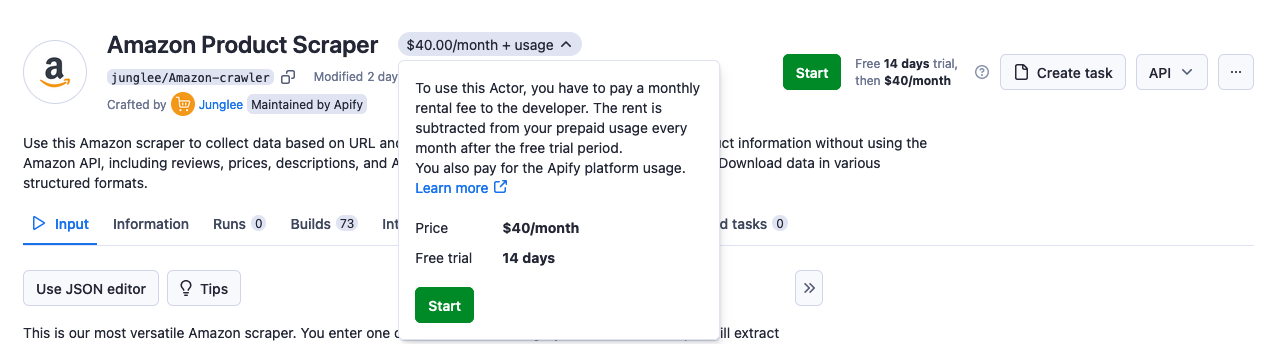 Amazon Product Scraper
$40.00/month + usage
junglee/Amazon-crawler
Modified 2 day
Crafted by Junglee Maintained by Apify
Start
Free 14 days trial,
then $40/month
Create task
API
Use this Amazon scraper to collect data based on URL and
ct information without using the
Amazon API, including reviews, prices, descriptions, and A
Download data in various
structured formats.
To use this Actor, you have to pay a monthly
rental fee to the developer. The rent is
subtracted from your prepaid usage every
month after the free trial period.
You also pay for the Apify platform usage.
Learn more
Price $40/month
Free trial 14 days
Start
Input
Information
Runs 0
Builds 73
Int
d tasks 0
Use JSON editor
Tips
This is our most versatile Amazon scraper. You enter one o
ill extract